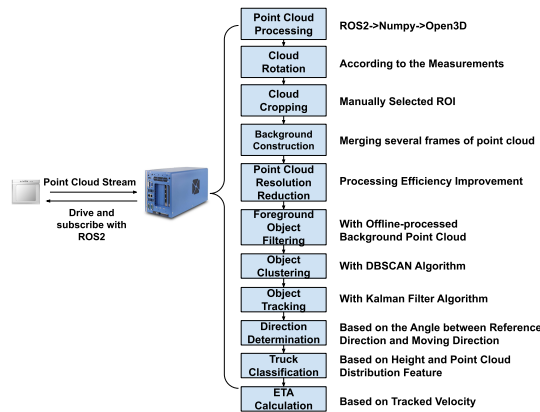 Point Cloud Stream
Drive and
subscribe with
ROS2
Point Cloud
Processing
ROS2->Numpy->Open3D
Cloud
Rotation
According to the Measurements
Cloud
Cropping
Manually Selected ROI
Background
Construction
Merging several frames of point cloud
Point Cloud
Resolution
Reduction
Processing Efficiency Improvement
Foreground
Object
Filtering
With Offline-processed
Background Point Cloud
Object
Clustering
With DBSCAN Algorithm
Object
Tracking
With Kalman Filter Algorithm
Direction
Determination
Based on the Angle between Reference
Direction and Moving Direction
Truck
Classification
Based on Height and Point Cloud
Distribution Feature
ETA
Calculation
Based on Tracked Velocity